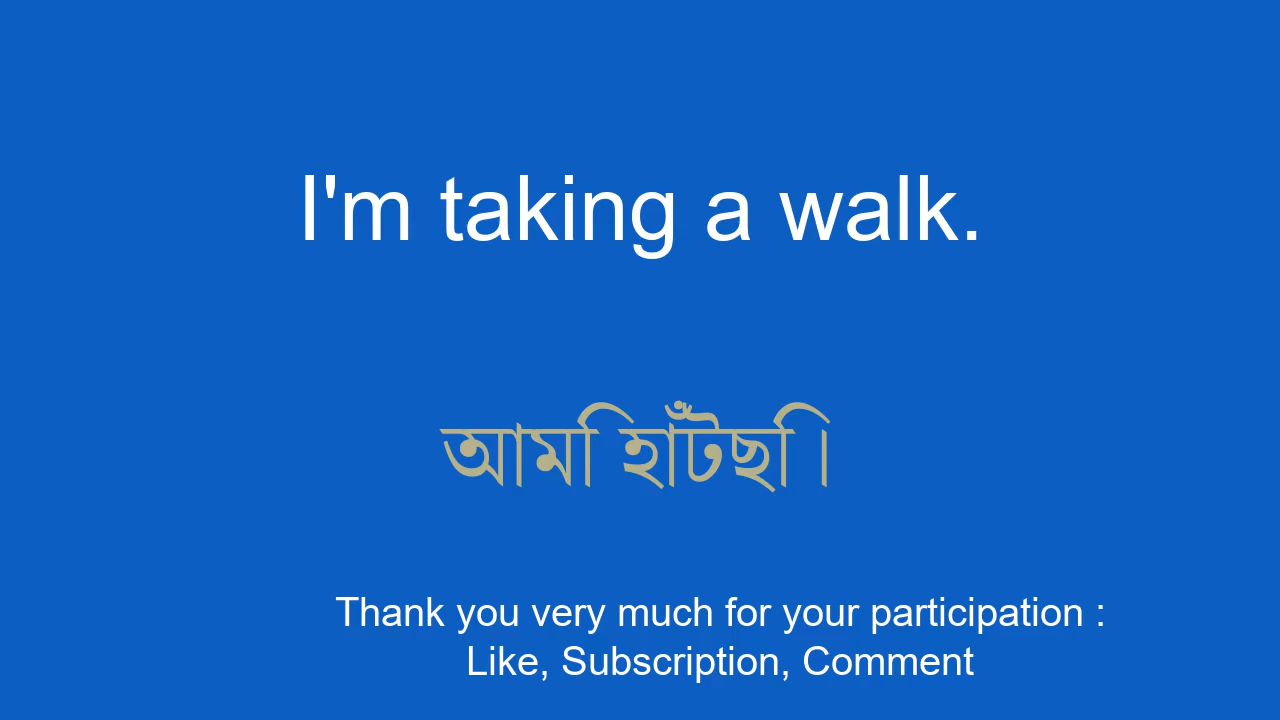 I'm taking a walk.
আমি হাঁটছি।
Thank you very much for your participation :
Like, Subscription, Comment